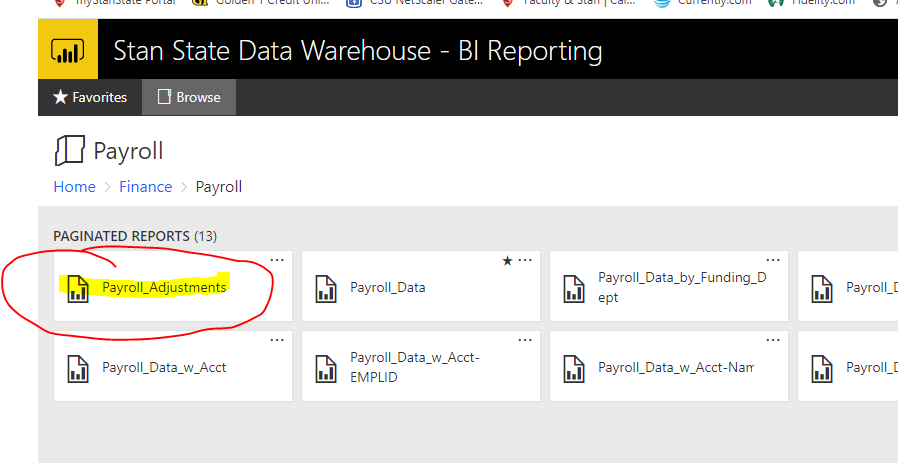 myStanState Portal Golden 1 Credit Uni... CSU NetScaler Gate... Faculty & Staff | Cal... Currently.com Fidelity.com
Stan State Data Warehouse - BI Reporting
Favorites Browse
Payroll
Home > Finance > Payroll
PAGINATED REPORTS (13)
Payroll_Adjustments
Payroll_Data
Payroll_Data_by_Funding_D
ept
Payroll_D
Payroll_Data_w_Acct
Payroll_Data_w_Acct-
EMPLID
Payroll_Data_w_Acct-Nam
Payroll_D